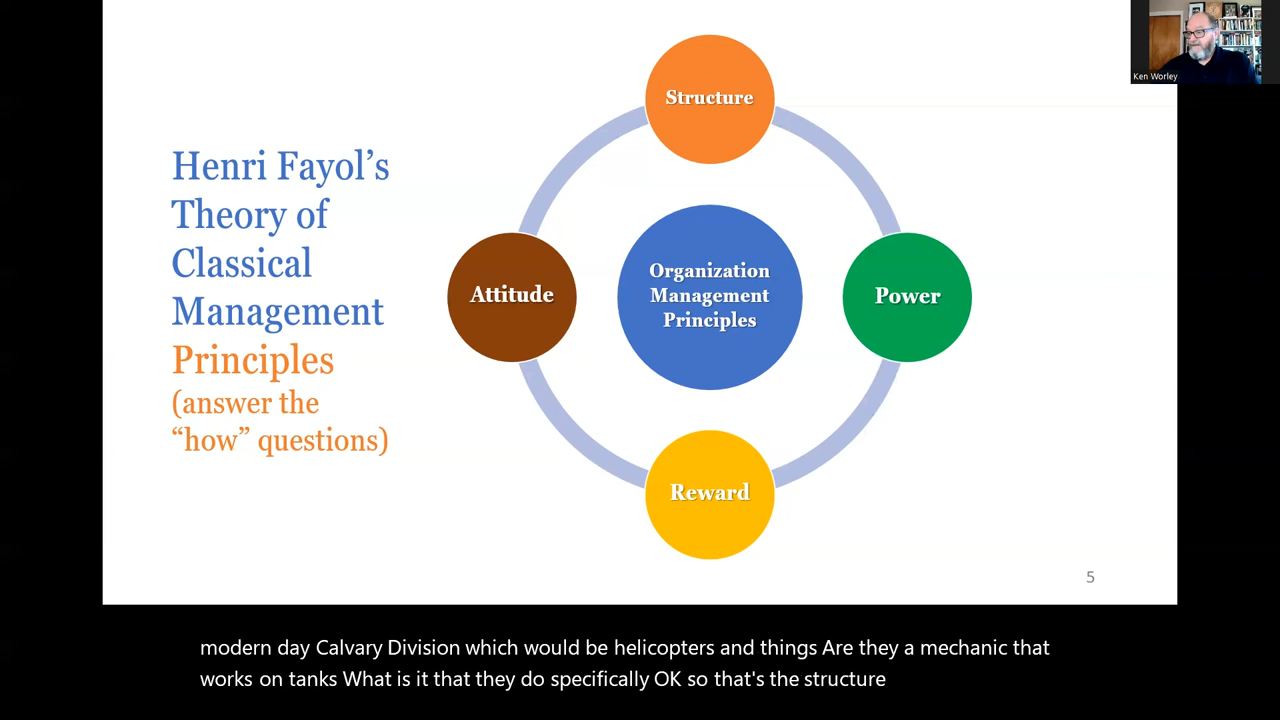 Ken Worley
Henri Fayol’s
Theory of
Classical
Management
Principles
(answer the
“how” questions)
Structure
Attitude
Organization
Management
Principles
Power
Reward
5
modern day Calvary Division which would be helicopters and things Are they a mechanic that
works on tanks What is it that they do specifically OK so that's the structure